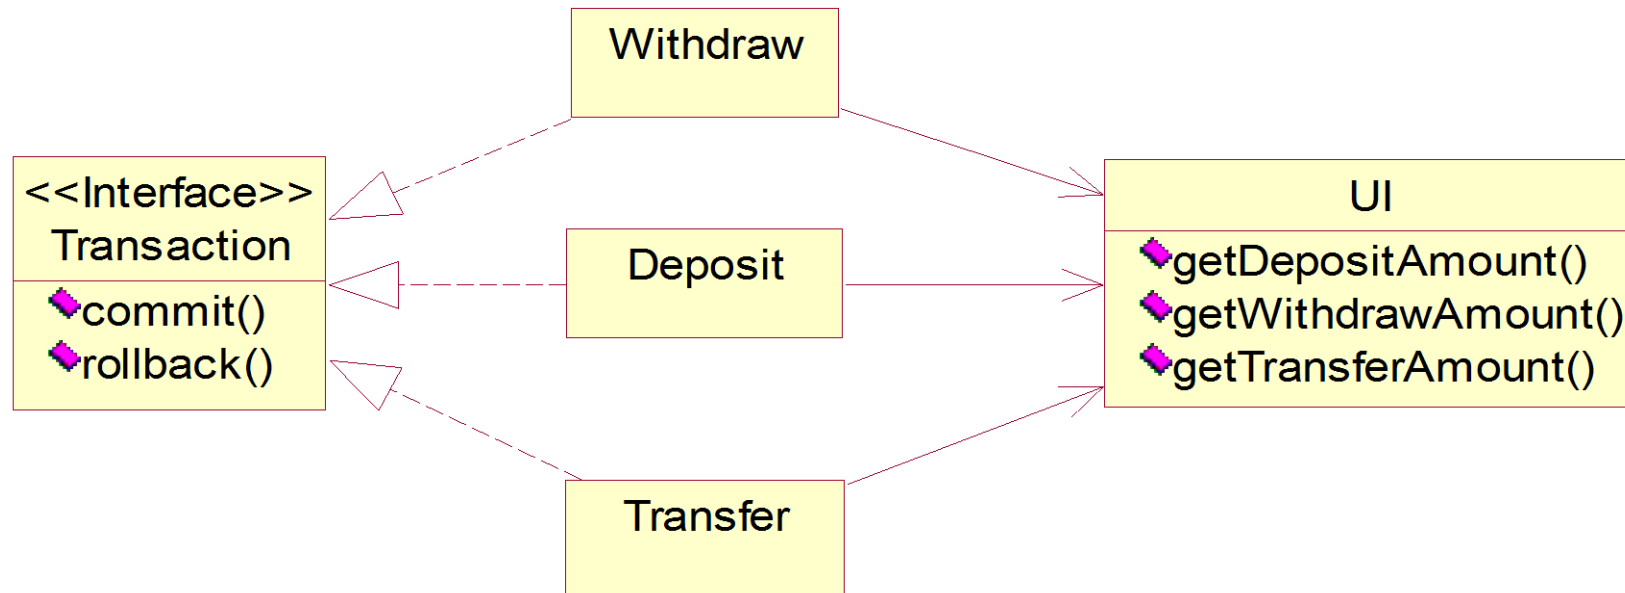 Withdraw
<<Interface>>
Transaction
commit()
rollback()
Deposit
Transfer
UI
getDepositAmount()
getWithdrawAmount()
getTransferAmount()